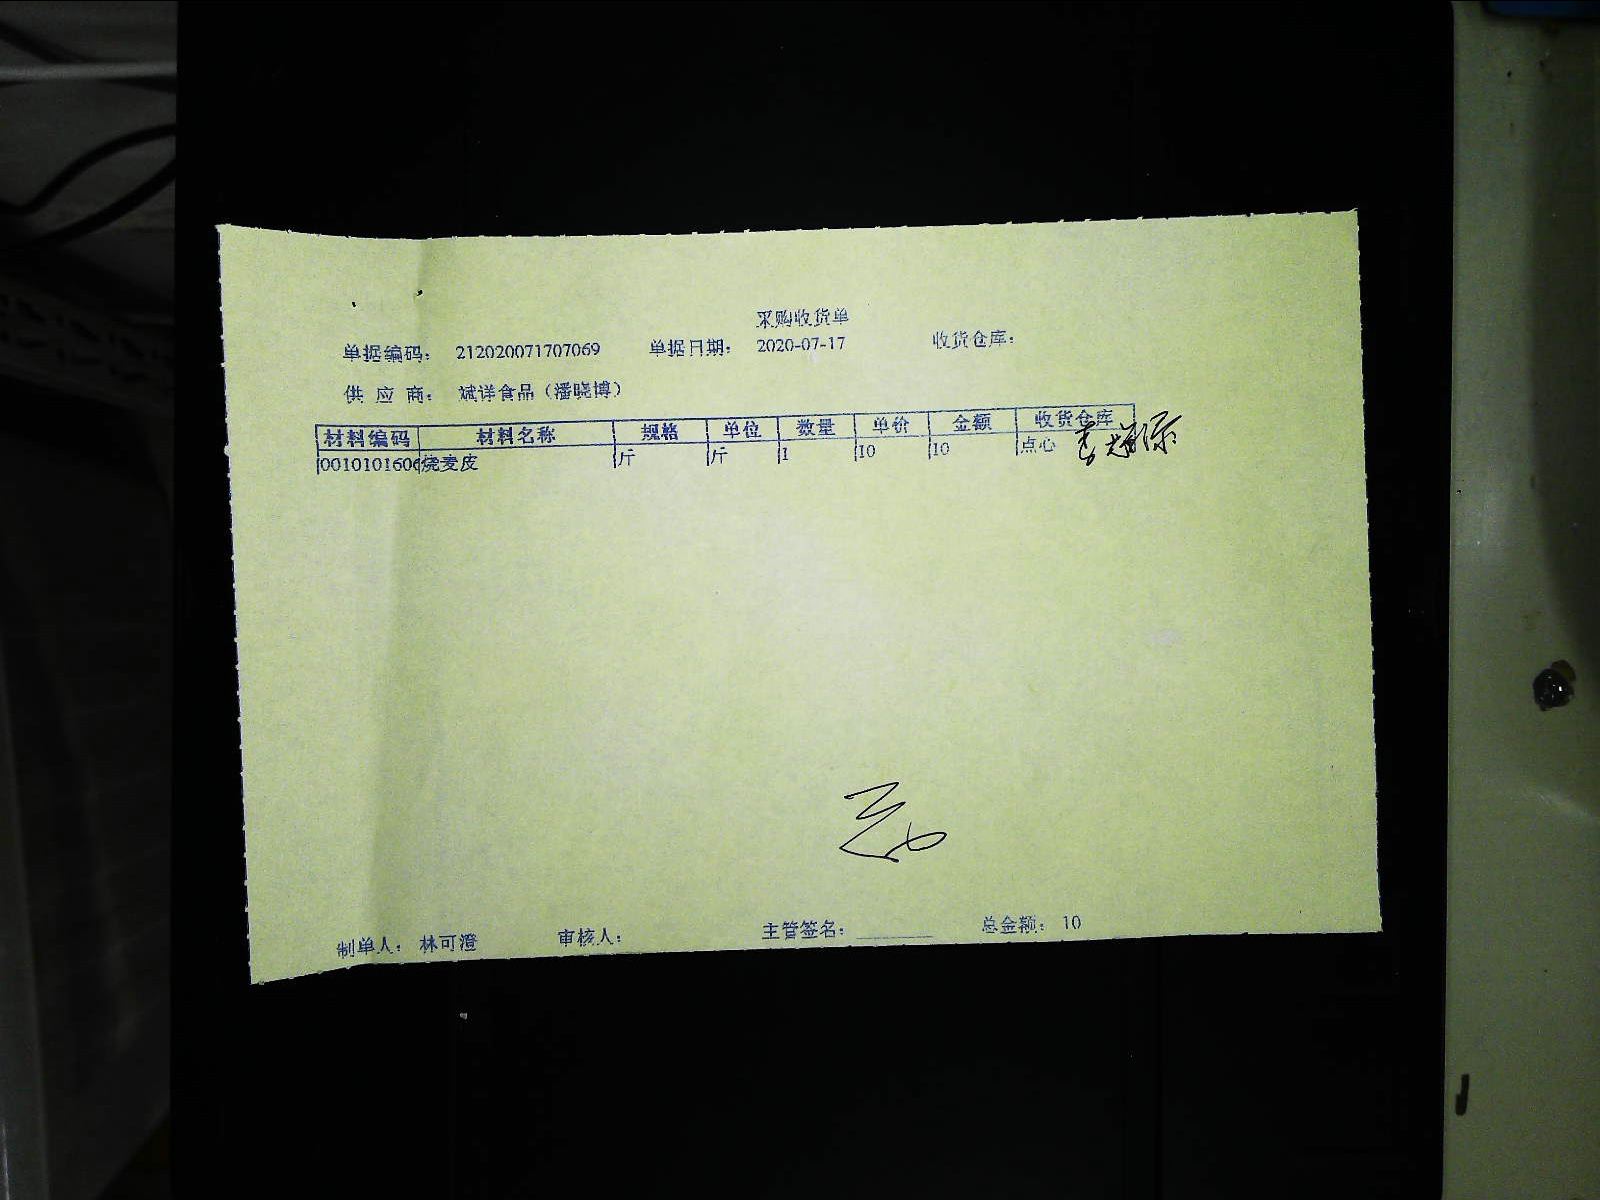 采购收货单
单据编码： 212020071707069 单据日期： 2020-07-17 收货仓库：
供 应 商： 斌详食品（潘晓博）
材料编码 材料名称 规格 单位 数量 单价 金额 收货仓库
0010101606 烧麦皮 斤 斤 1 10 10 点心
制单人： 林可澄 审核人： 主管签名： 总金额： 10